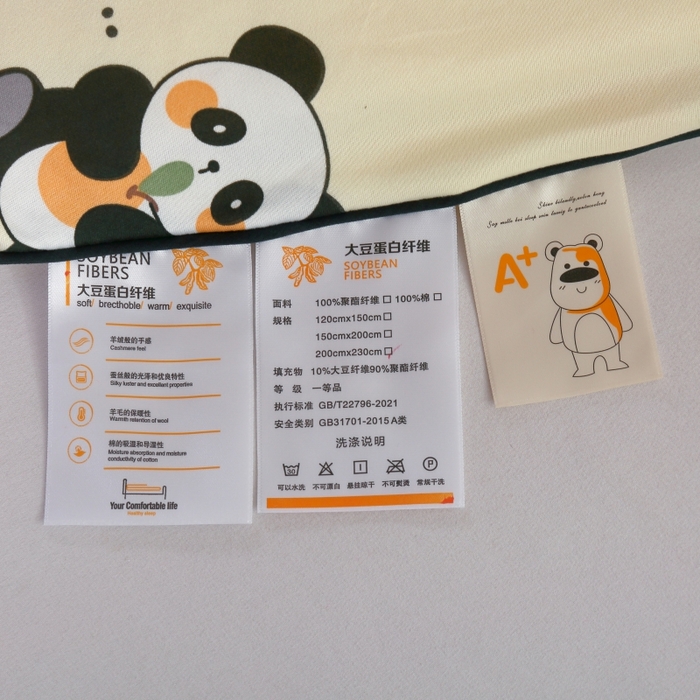 SOYBEAN
FIBERS
大豆蛋白纤维
soft/ brecthoble/ warm/ exquisite
羊绒般的手感
Cashmere feel
蚕丝般的光泽和优良特性
Silky luster and excellent properties
羊毛的保暖性
Warmth retention of wool
棉的吸湿和导湿性
Moisture absorption and moisture
conductivity of cotton
Your Comfortable life
healthy sleep
大豆蛋白纤维
SOYBEAN
FIBERS
面料 100%聚酯纤维 □ 100%棉 □
规格 120cmx150cm □
150cmx200cm □
200cmx230cm □
填充物 10%大豆纤维90%聚酯纤维
等 级 一等品
执行标准 GB/T22796-2021
安全类别 GB31701-2015 A类
洗涤说明
30
P
可以水洗 不可漂白 悬挂晾干 不可熨烫 常规干洗
A+